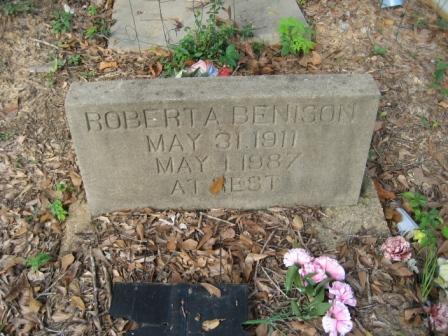 ROBERTA BENISON
MAY 31, 1911
MAY 1, 1987
AT REST